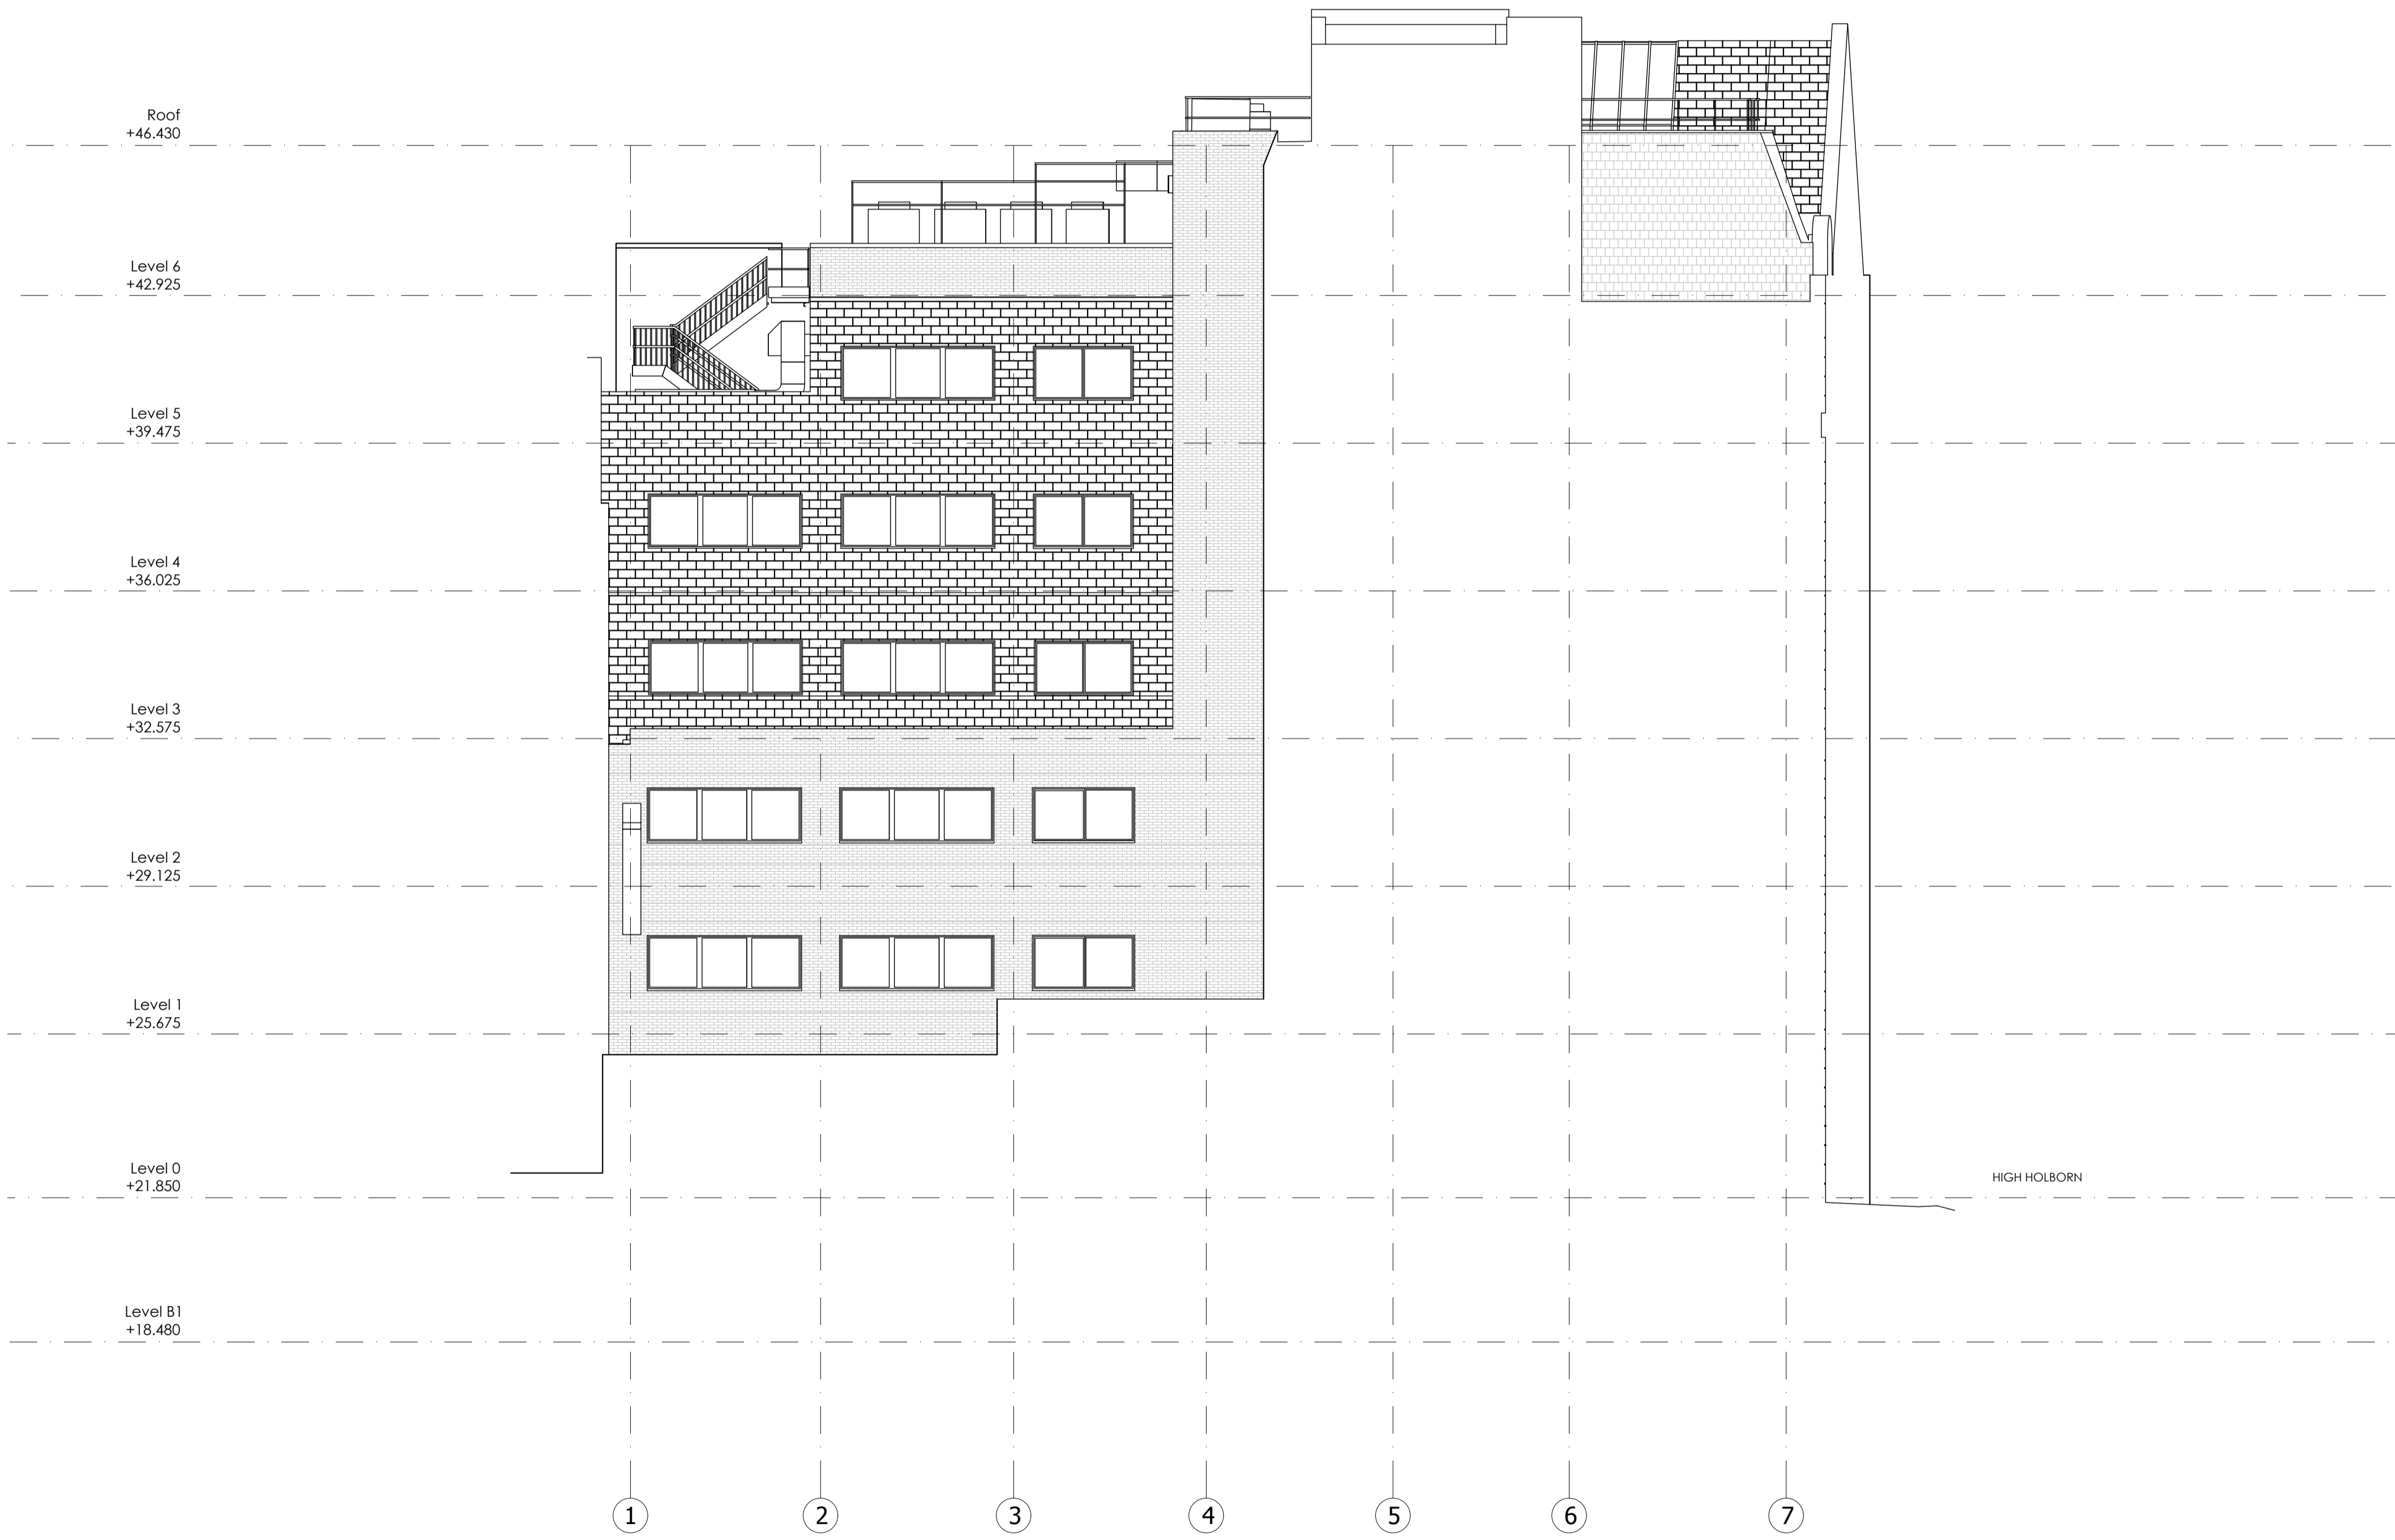 Roof
+46.430
Level 6
+42.925
Level 5
+39.475
Level 4
+36.025
Level 3
+32.575
Level 2
+29.125
Level 1
+25.675
Level 0
+21.850
HIGH HOLBORN
Level B1
+18.480
1 2 3 4 5 6 7